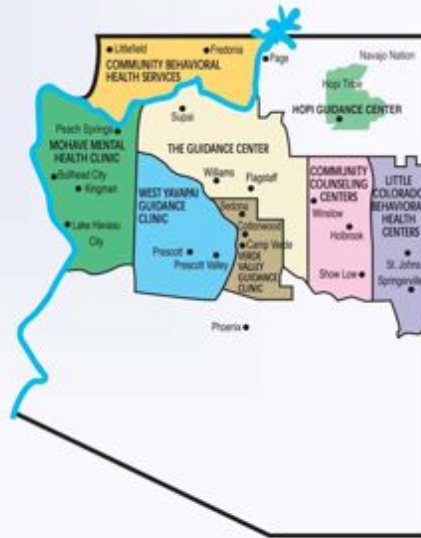 Littlefield
Fredonia
COMMUNITY BEHAVIORAL
HEALTH SERVICES
Page
Navajo Nation
Hopi Tribe
HOPI GUIDANCE CENTER
Supai
Peach Springs
MOHAVE MENTAL
HEALTH CLINIC
Bullhead City
Kingman
Lake Havasu
City
THE GUIDANCE CENTER
Williams
Flagstaff
WEST YAVAPAI
GUIDANCE
CLINIC
Prescott
Prescott Valley
Sedona
Cottonwood
Camp Verde
VERDE
VALLEY
GUIDANCE
CLINIC
COMMUNITY
COUNSELING
CENTERS
Winslow
Holbrook
Show Low
LITTLE
COLORADO
BEHAVIORAL
HEALTH
CENTERS
St. Johns
Springerville
Phoenix